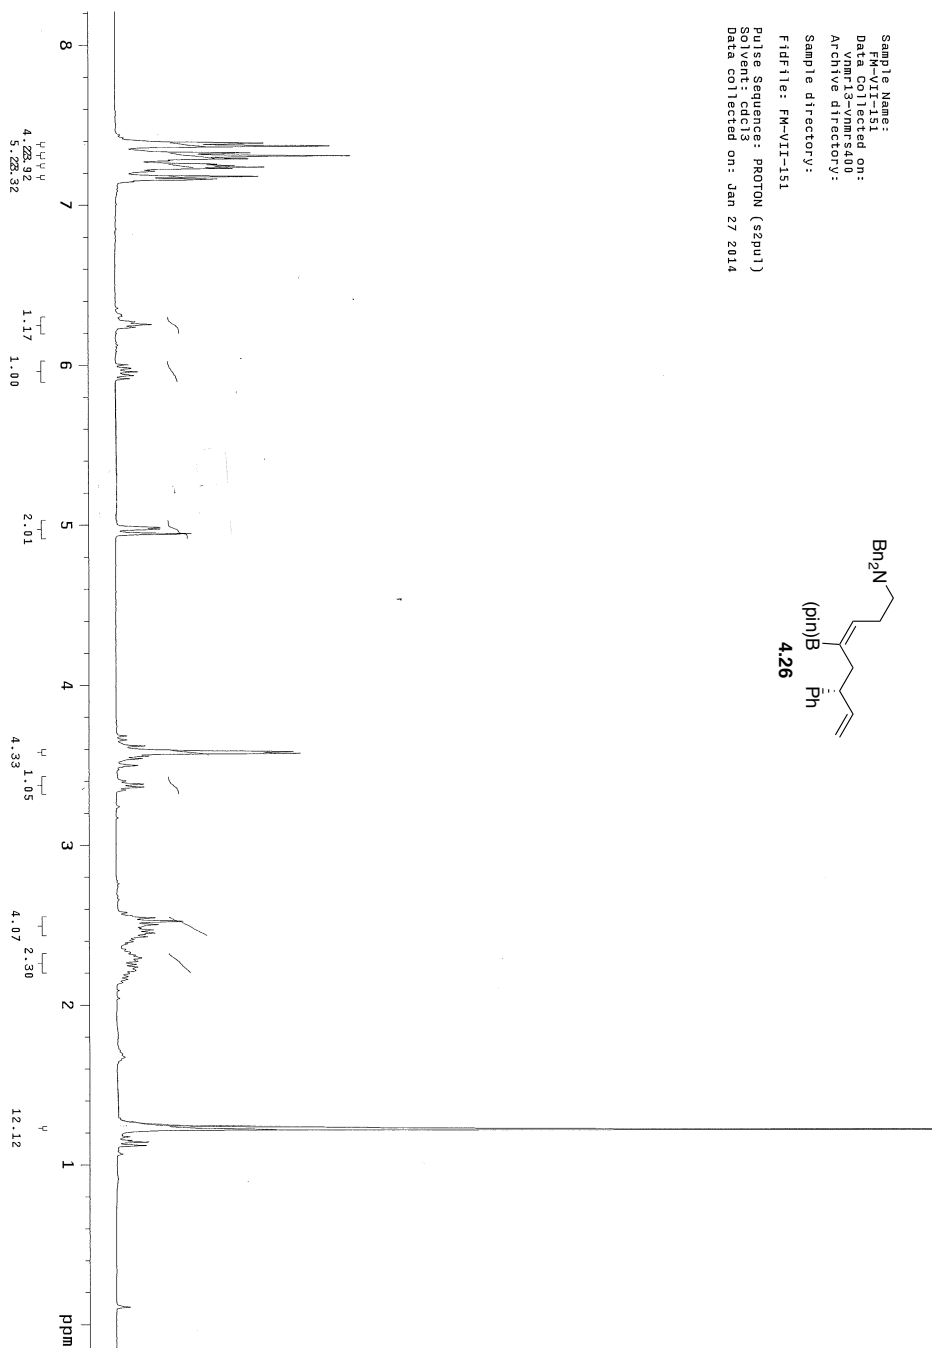 Sample Name:
FM-VII-151
Data Collected on:
vnmr13-vnmrs400
Archive directory:
Sample directory:
FidFile: FM-VII-151
Pulse Sequence: PROTON (s2pul)
Solvent: cdcl3
Data collected on: Jan 27 2014
Bn2N
(pin)B
Ph
4.26
8 7 6 5 4 3 2 1 ppm
1.17
1.00
2.01
4.33
1.05
4.07
2.30
12.12